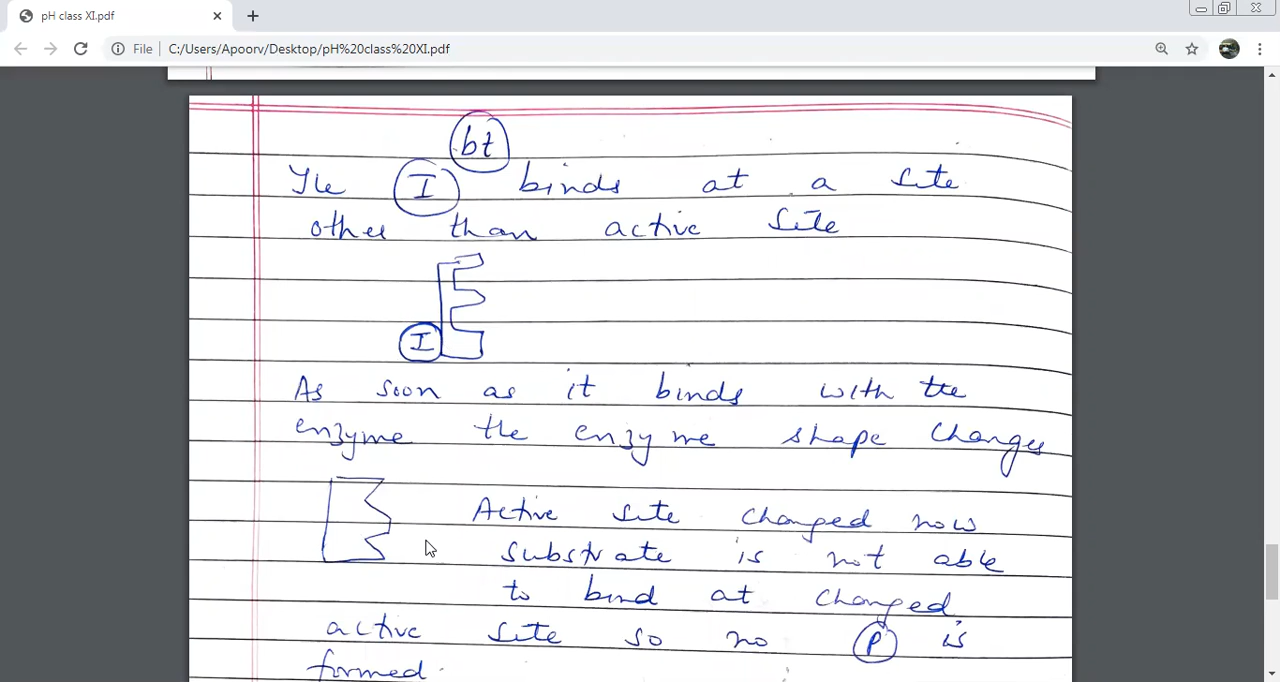 pH class XI.pdf
File | C:/Users/Apoorv/Desktop/pH%20class%20XI.pdf
bt
The I binds at a site
other than active site
I
As soon as it binds with the
enzyme the enzyme shape changes
Active site changed now
substrate is not able
to bind at changed
active site so no P is
formed.